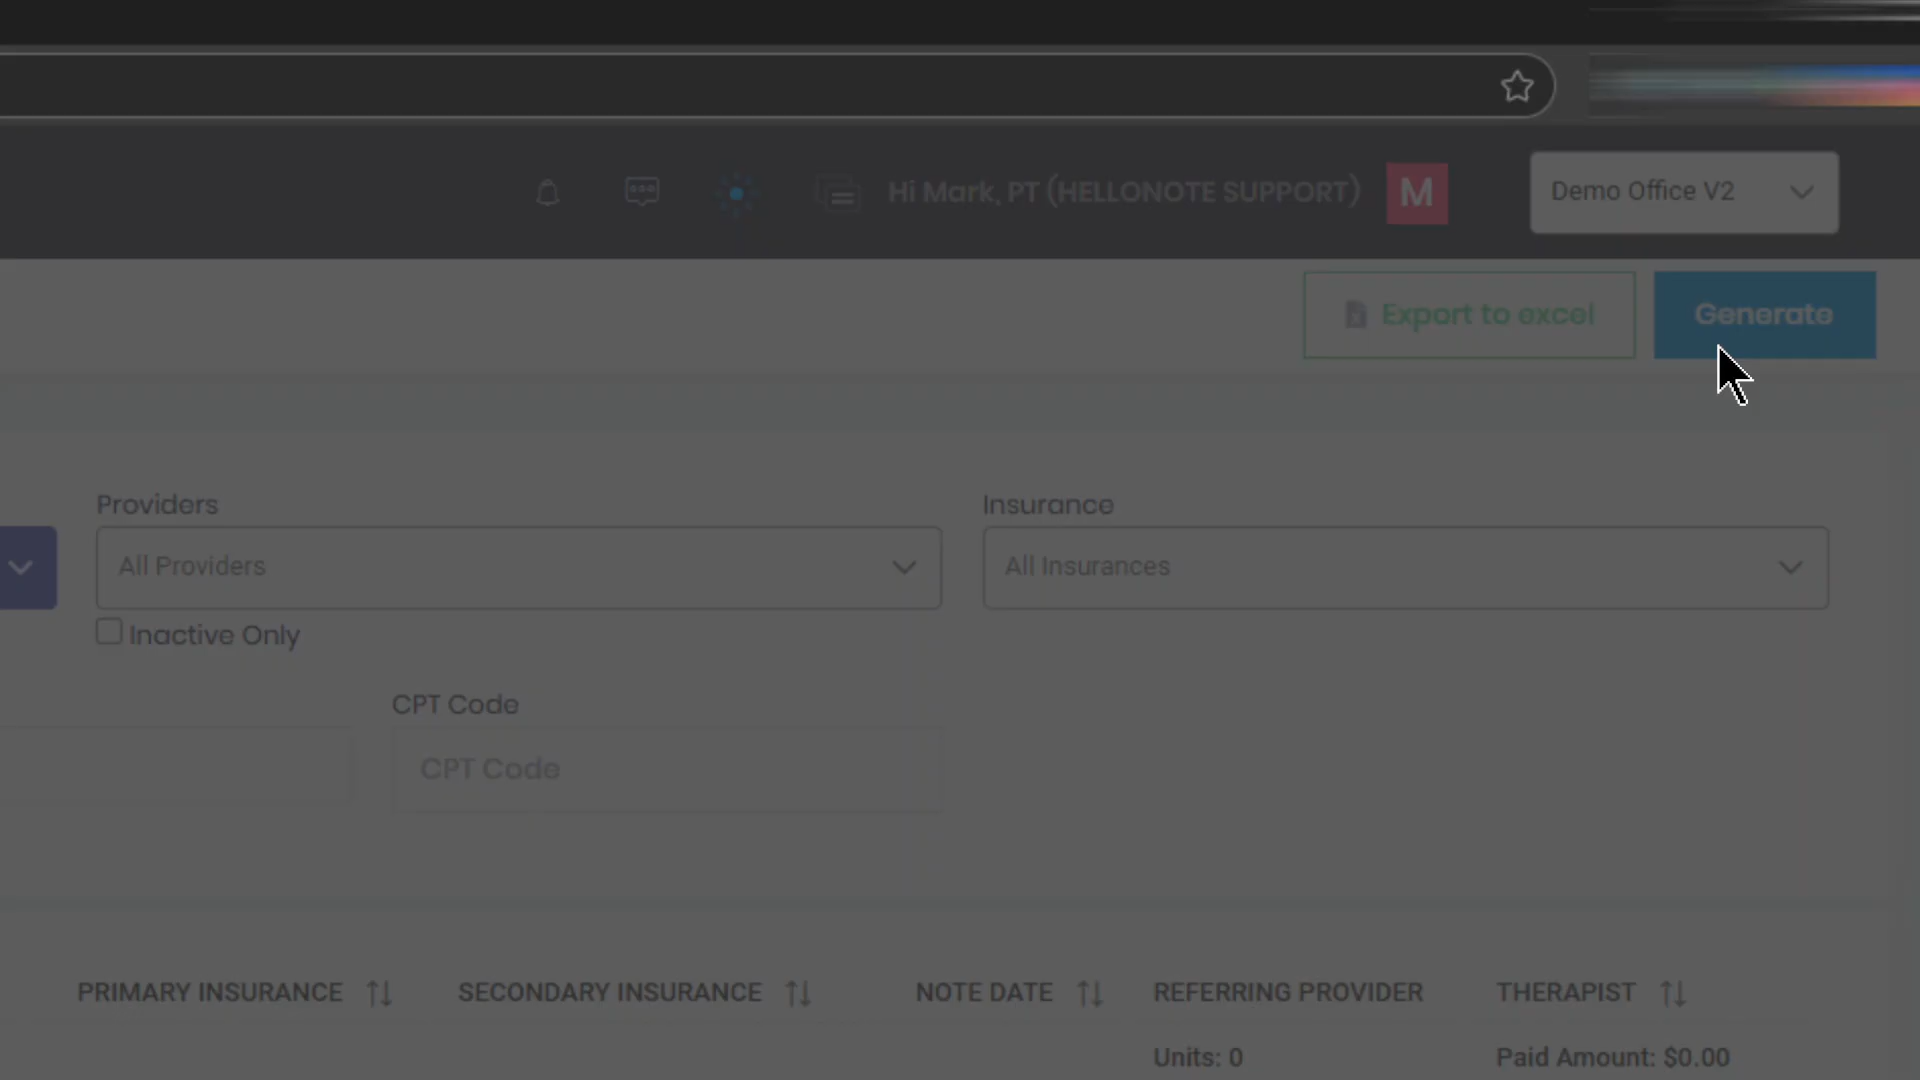 Hi Mark, PT (HELLONOTE SUPPORT) M Demo Office V2
Export to excel Generate
Providers Insurance
All Providers All Insurances
Inactive Only
CPT Code
CPT Code
PRIMARY INSURANCE SECONDARY INSURANCE NOTE DATE REFERRING PROVIDER THERAPIST
Units: 0 Paid Amount: $0.00